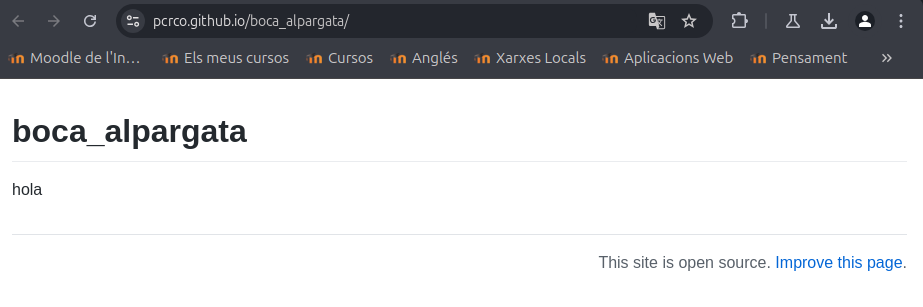 pcrco.github.io/boca_alpargata/
Moodle de l'In... Els meus cursos Cursos Anglés Xarxes Locals Aplicacions Web Pensament »
boca_alpargata
hola
This site is open source. Improve this page.